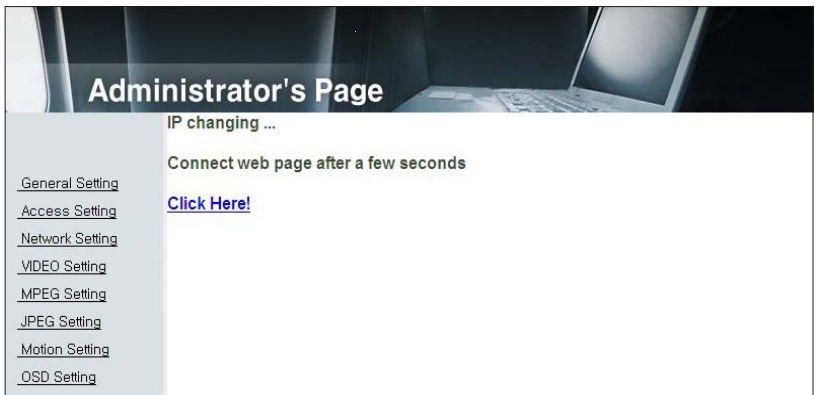 Administrator's Page
IP changing ...
Connect web page after a few seconds
Click Here!
General Setting
Access Setting
Network Setting
VIDEO Setting
MPEG Setting
JPEG Setting
Motion Setting
OSD Setting